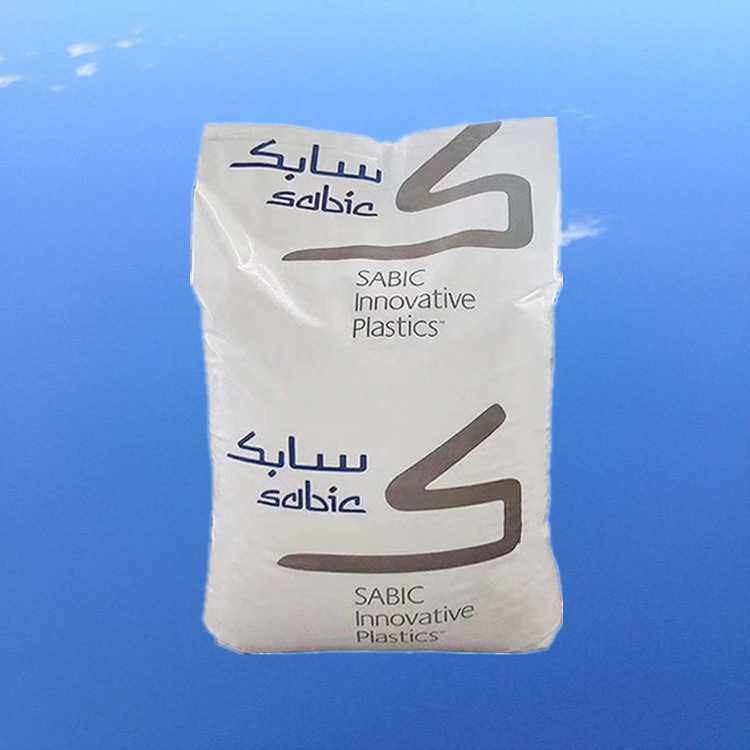 سابك
sabic
SABIC
Innovative
Plastics™
سابك
sabic
SABIC
Innovative
Plastics™